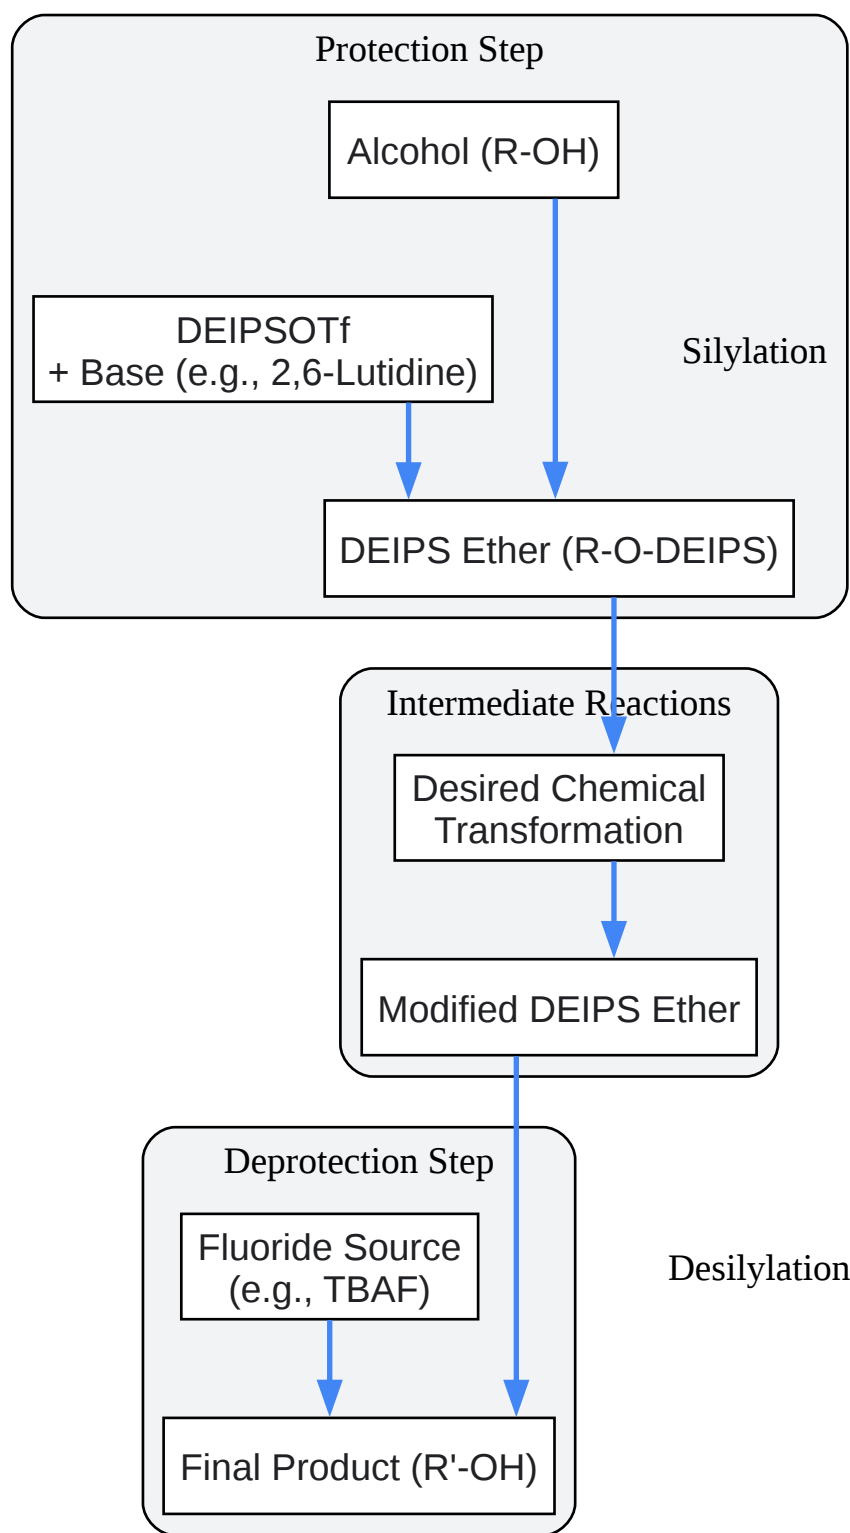 Protection Step
Alcohol (R-OH)
DEIPSOTf
+ Base (e.g., 2,6-Lutidine)
Silylation
DEIPS Ether (R-O-DEIPS)
Intermediate Reactions
Desired Chemical
Transformation
Modified DEIPS Ether
Deprotection Step
Fluoride Source
(e.g., TBAF)
Desilylation
Final Product (R'-OH)